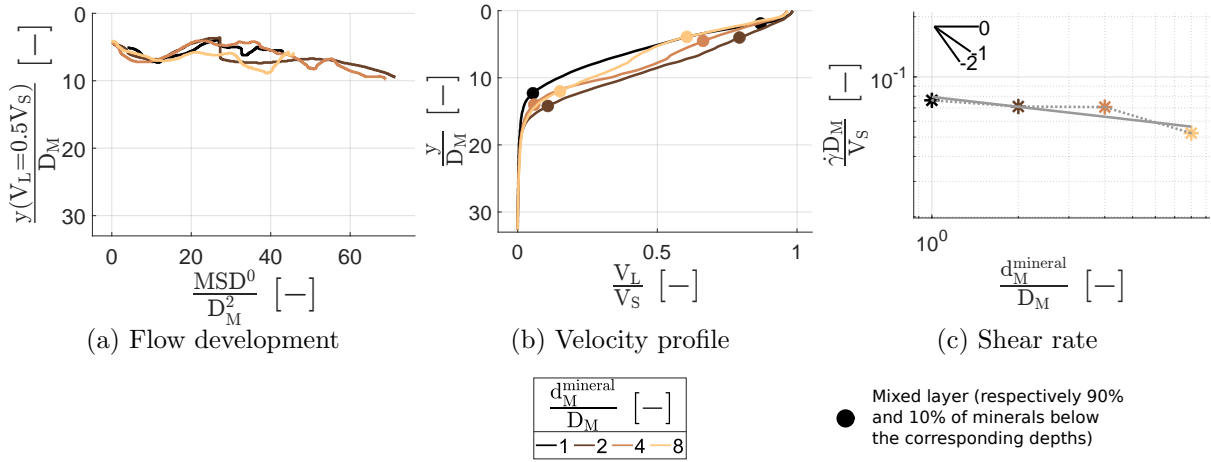 0
10
20
30
y(V_L=0.5V_S)/D_M [−]
0 20 40 60
MSD^0/D_M^2 [−]
(a) Flow development
0
10
20
30
y/D_M [−]
0 0.5 1
V_L/V_S [−]
(b) Velocity profile
0
-1
-2
10^-1
γ̇D_M/V_S [−]
10^0
d_M^mineral/D_M [−]
(c) Shear rate
d_M^mineral/D_M [−]
1 2 4 8
Mixed layer (respectively 90%
and 10% of minerals below
the corresponding depths)